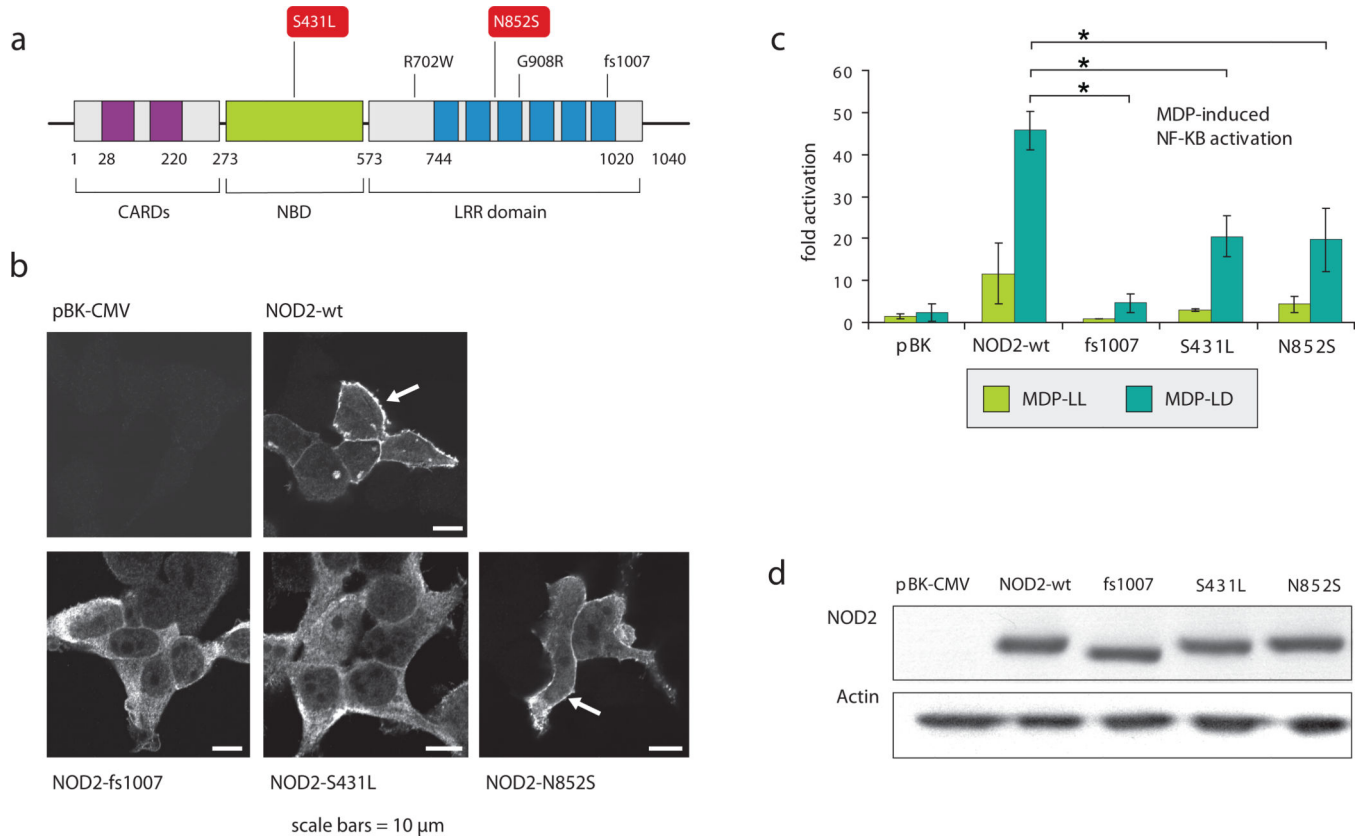 a
S431L
N852S
R702W
G908R
fs1007
1 28 220 273 573 744 1020 1040
CARDs NBD LRR domain
b
pBK-CMV NOD2-wt
NOD2-fs1007 NOD2-S431L NOD2-N852S
scale bars = 10 µm
c
*
*
*
60
50
40
30
20
10
0
fold activation
MDP-induced
NF-KB activation
pBK NOD2-wt fs1007 S431L N852S
MDP-LL MDP-LD
d
pBK-CMV NOD2-wt fs1007 S431L N852S
NOD2
Actin